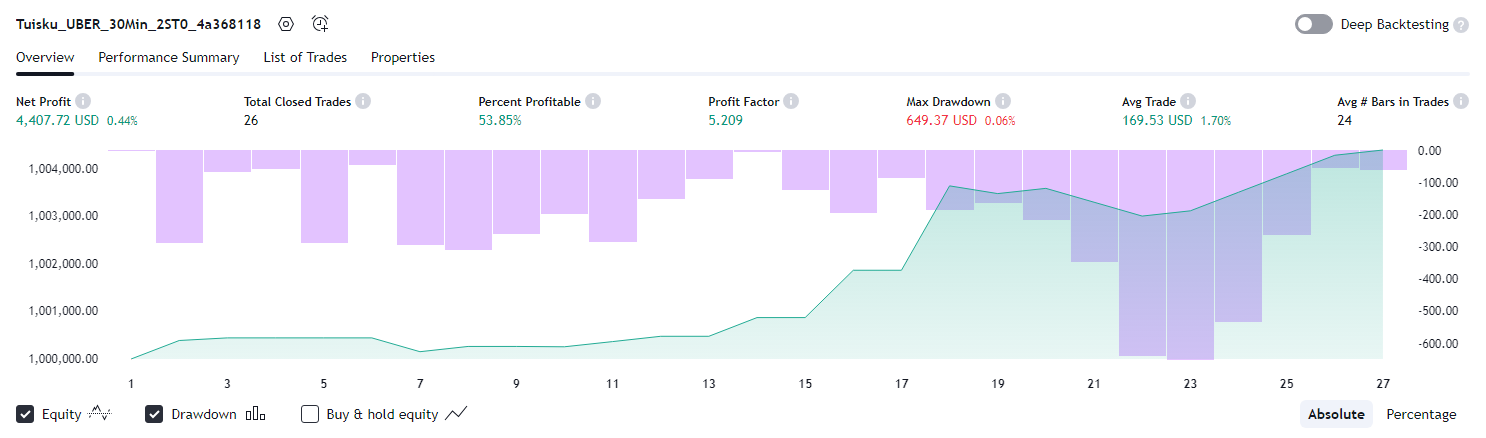 Tuisku_UBER_30Min_2ST0_4a368118 Deep Backtesting ?
Overview Performance Summary List of Trades Properties
Net Profit i Total Closed Trades i Percent Profitable i Profit Factor i Max Drawdown i Avg Trade i Avg # Bars in Trades i
4,407.72 USD 0.44% 26 53.85% 5.209 649.37 USD 0.06% 169.53 USD 1.70% 24
1,004,000.00
1,003,000.00
1,002,000.00
1,001,000.00
1,000,000.00
0.00
-100.00
-200.00
-300.00
-400.00
-500.00
-600.00
1 3 5 7 9 11 13 15 17 19 21 23 25 27
Equity Drawdown Buy & hold equity Absolute Percentage